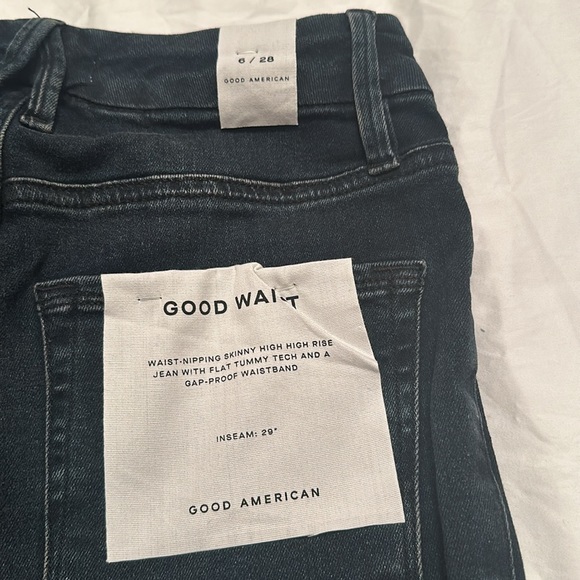 6 / 28
GOOD AMERICAN
GOOD WAIST
WAIST-NIPPING SKINNY HIGH HIGH RISE
JEAN WITH FLAT TUMMY TECH AND A
GAP-PROOF WAISTBAND
INSEAM: 29"
GOOD AMERICAN